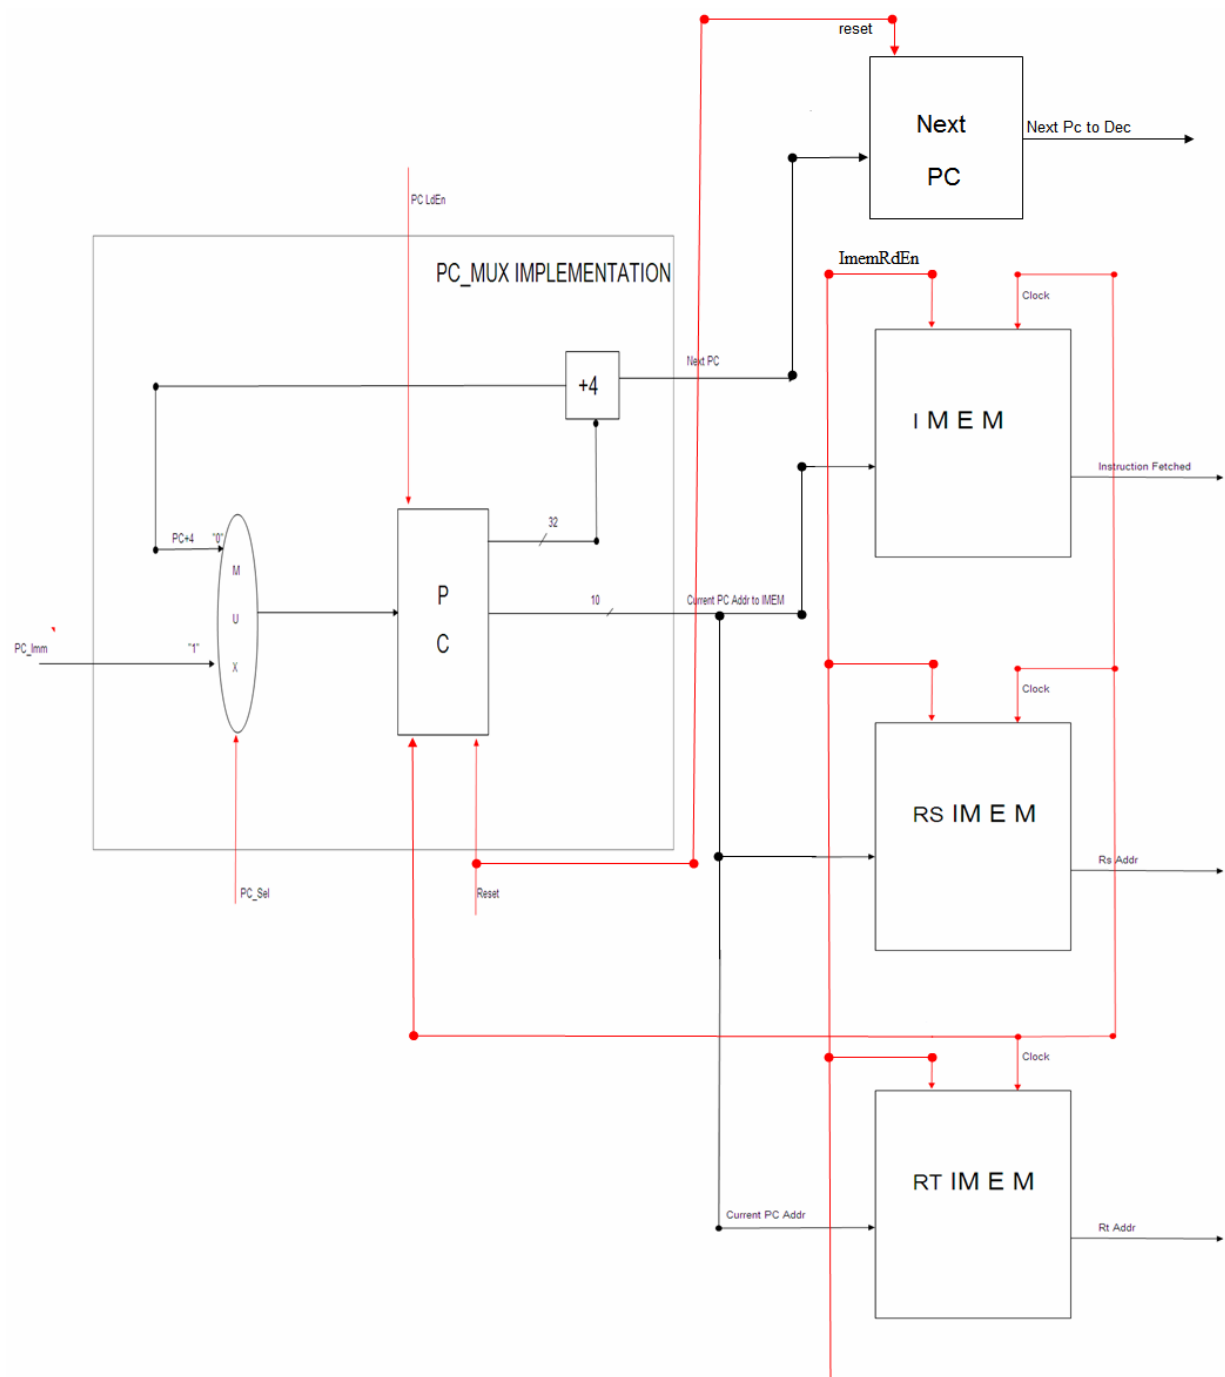 reset
Next
PC
Next Pc to Dec
PC LdEn
PC_MUX IMPLEMENTATION
ImemRdEn
Clock
Next PC
+4
I M E M
Instruction Fetched
PC+4 "0"
32
M
U
X
P
C
10
Current PC Addr to IMEM
PC_Imm
"1"
Clock
RS IM E M
Rs Addr
PC_Sel
Reset
Clock
RT IM E M
Current PC Addr
Rt Addr